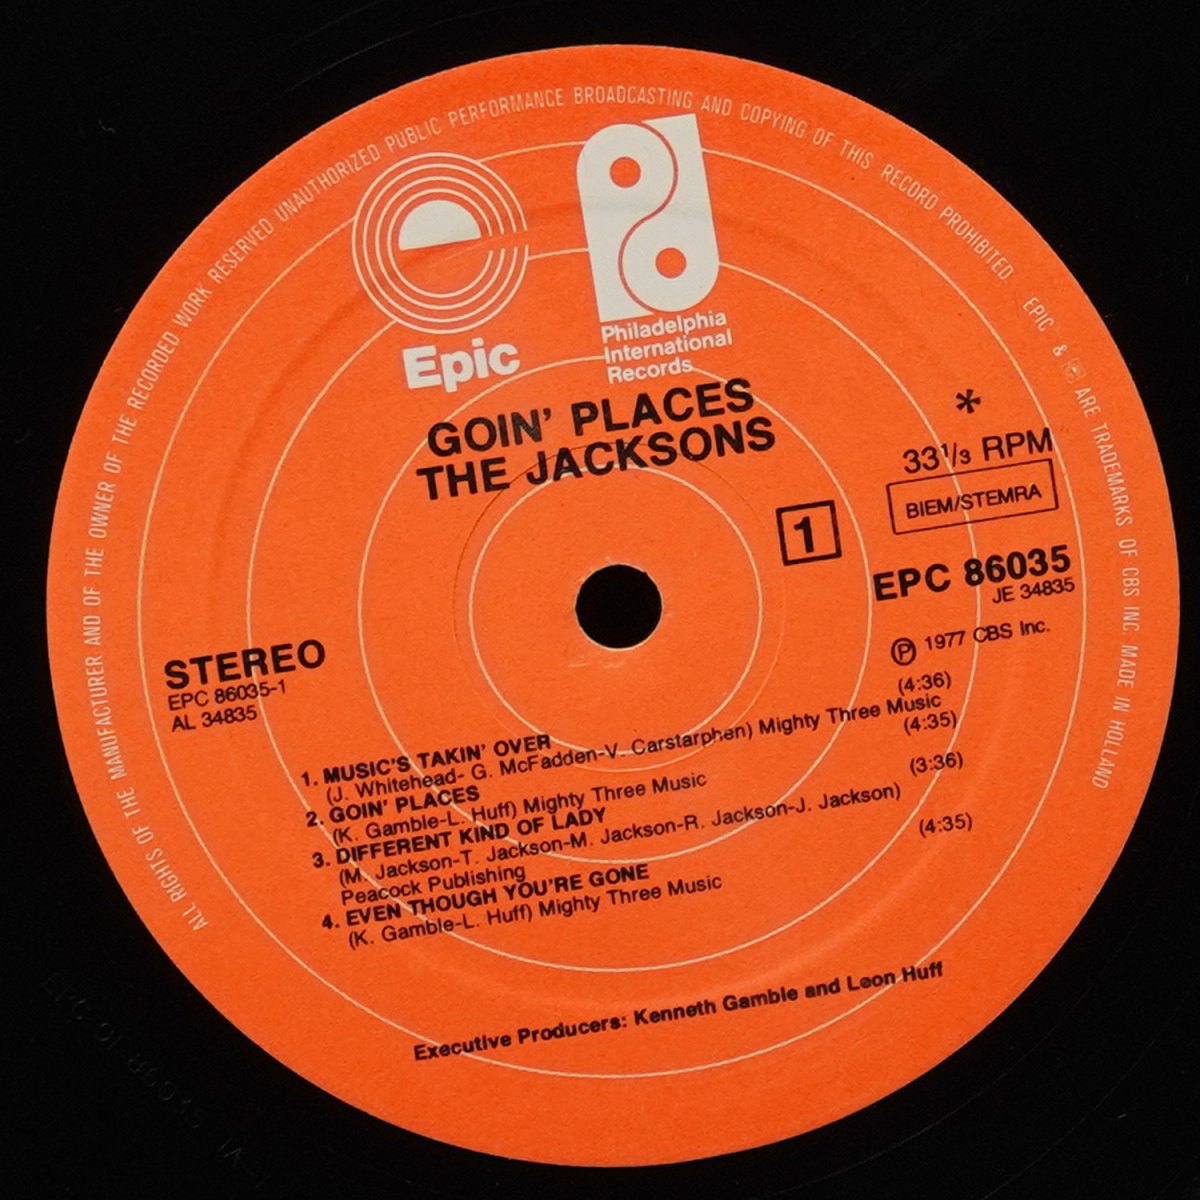 ALL RIGHTS OF THE MANUFACTURER AND OF THE OWNER OF THE RECORDED WORK RESERVED UNAUTHORIZED PUBLIC PERFORMANCE BROADCASTING AND COPYING OF THIS RECORD PROHIBITED. EPIC & ARE TRADEMARKS OF CBS INC. MADE IN HOLLAND
Epic
Philadelphia
International
Records
GOIN' PLACES
THE JACKSONS
*
33⅓ RPM
BIEM/STEMRA
1
EPC 86035
JE 34835
℗ 1977 CBS Inc.
STEREO
EPC 86035-1
AL 34835
1. MUSIC'S TAKIN' OVER (4:36)
(J. Whitehead- G. McFadden-V. Carstarphen) Mighty Three Music
2. GOIN' PLACES (4:35)
(K. Gamble-L. Huff) Mighty Three Music
3. DIFFERENT KIND OF LADY (3:36)
(M. Jackson-T. Jackson-M. Jackson-R. Jackson-J. Jackson)
Peacock Publishing
4. EVEN THOUGH YOU'RE GONE (4:35)
(K. Gamble-L. Huff) Mighty Three Music
Executive Producers: Kenneth Gamble and Leon Huff